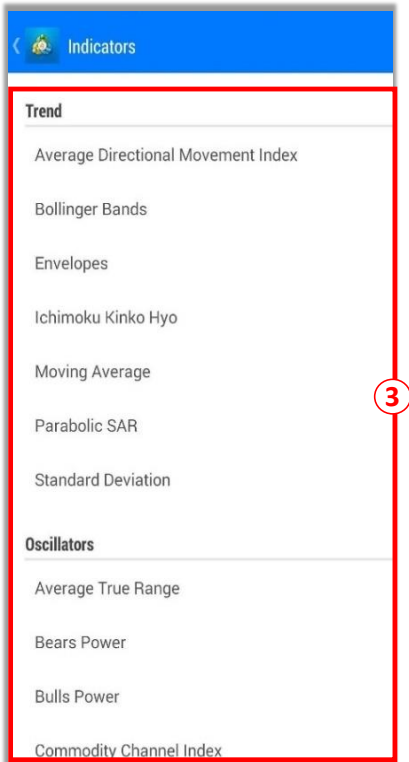 Indicators
Trend
Average Directional Movement Index
Bollinger Bands
Envelopes
Ichimoku Kinko Hyo
Moving Average
③
Parabolic SAR
Standard Deviation
Oscillators
Average True Range
Bears Power
Bulls Power
Commodity Channel Index